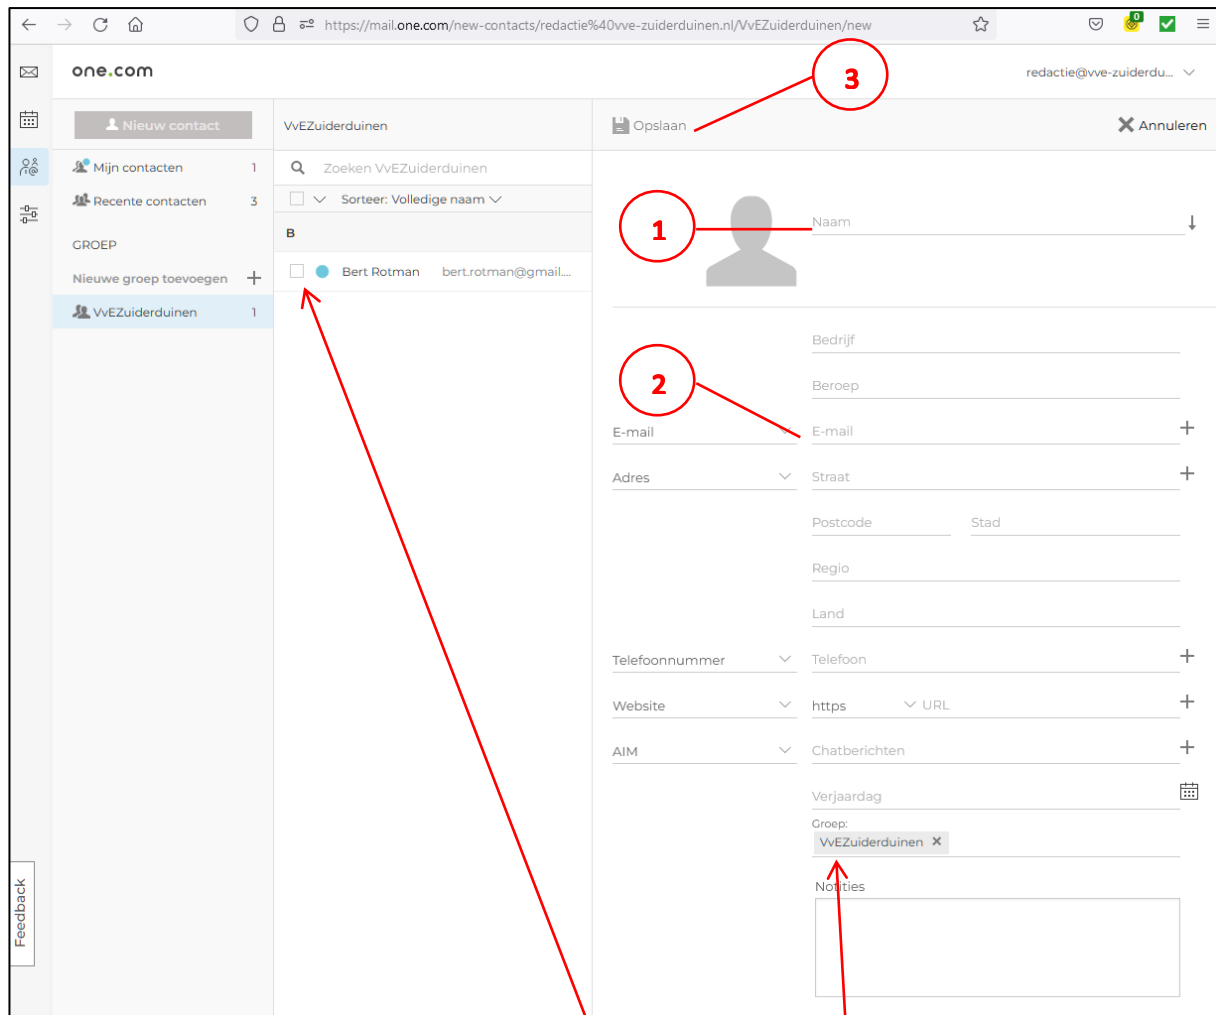 https://mail.one.com/new-contacts/redactie%40vve-zuiderduinen.nl/VvEZuiderduinen/new
0
one.com
redactie@vve-zuiderdu...
3
Nieuw contact
VvEZuiderduinen
Opslaan
Annuleren
Mijn contacten 1
Recente contacten 3
GROEP
Nieuwe groep toevoegen
VvEZuiderduinen 1
Zoeken VvEZuiderduinen
Sorteer: Volledige naam
B
Bert Rotman bert.rotman@gmail....
1
Naam
Bedrijf
2
Beroep
E-mail E-mail
Adres Straat
Postcode Stad
Regio
Land
Telefoonnummer Telefoon
Website https URL
AIM Chatberichten
Verjaardag
Groep:
VvEZuiderduinen
Notities
Feedback